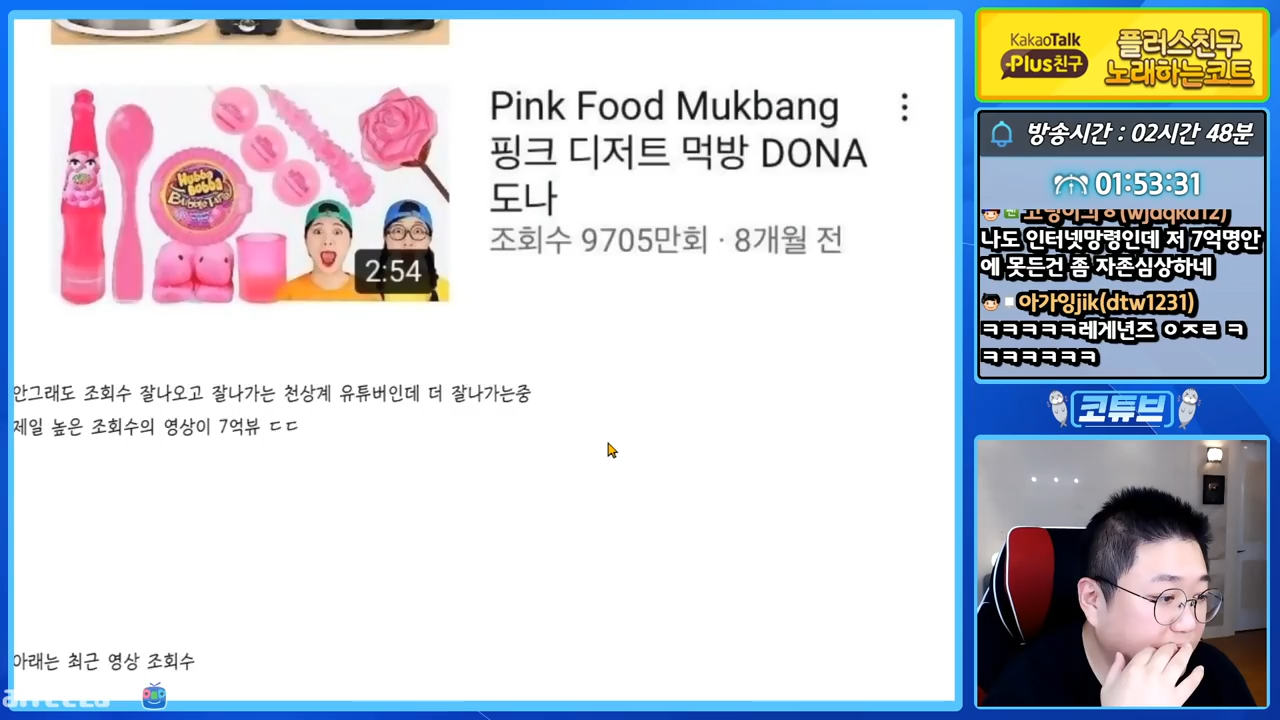 Pink Food Mukbang
핑크 디저트 먹방 DONA
도나
조회수 9705만회 · 8개월 전
2:54
Hubba
Bubba
Bubble Tape
안그래도 조회수 잘나오고 잘나가는 천상계 유튜버인데 더 잘나가는중
제일 높은 조회수의 영상이 7억뷰 ㄷㄷ
아래는 최근 영상 조회수
KakaoTalk
Plus친구
플러스친구
노래하는코트
방송시간 : 02시간 48분
01:53:31
나도 인터넷망령인데 저 7억명안
에 못든건 좀 자존심상하네
아가잉jik(dtw1231)
ㅋㅋㅋㅋㅋ레게년즈 ㅇㅈㄹ ㅋ
ㅋㅋㅋㅋㅋㅋ
코튜브